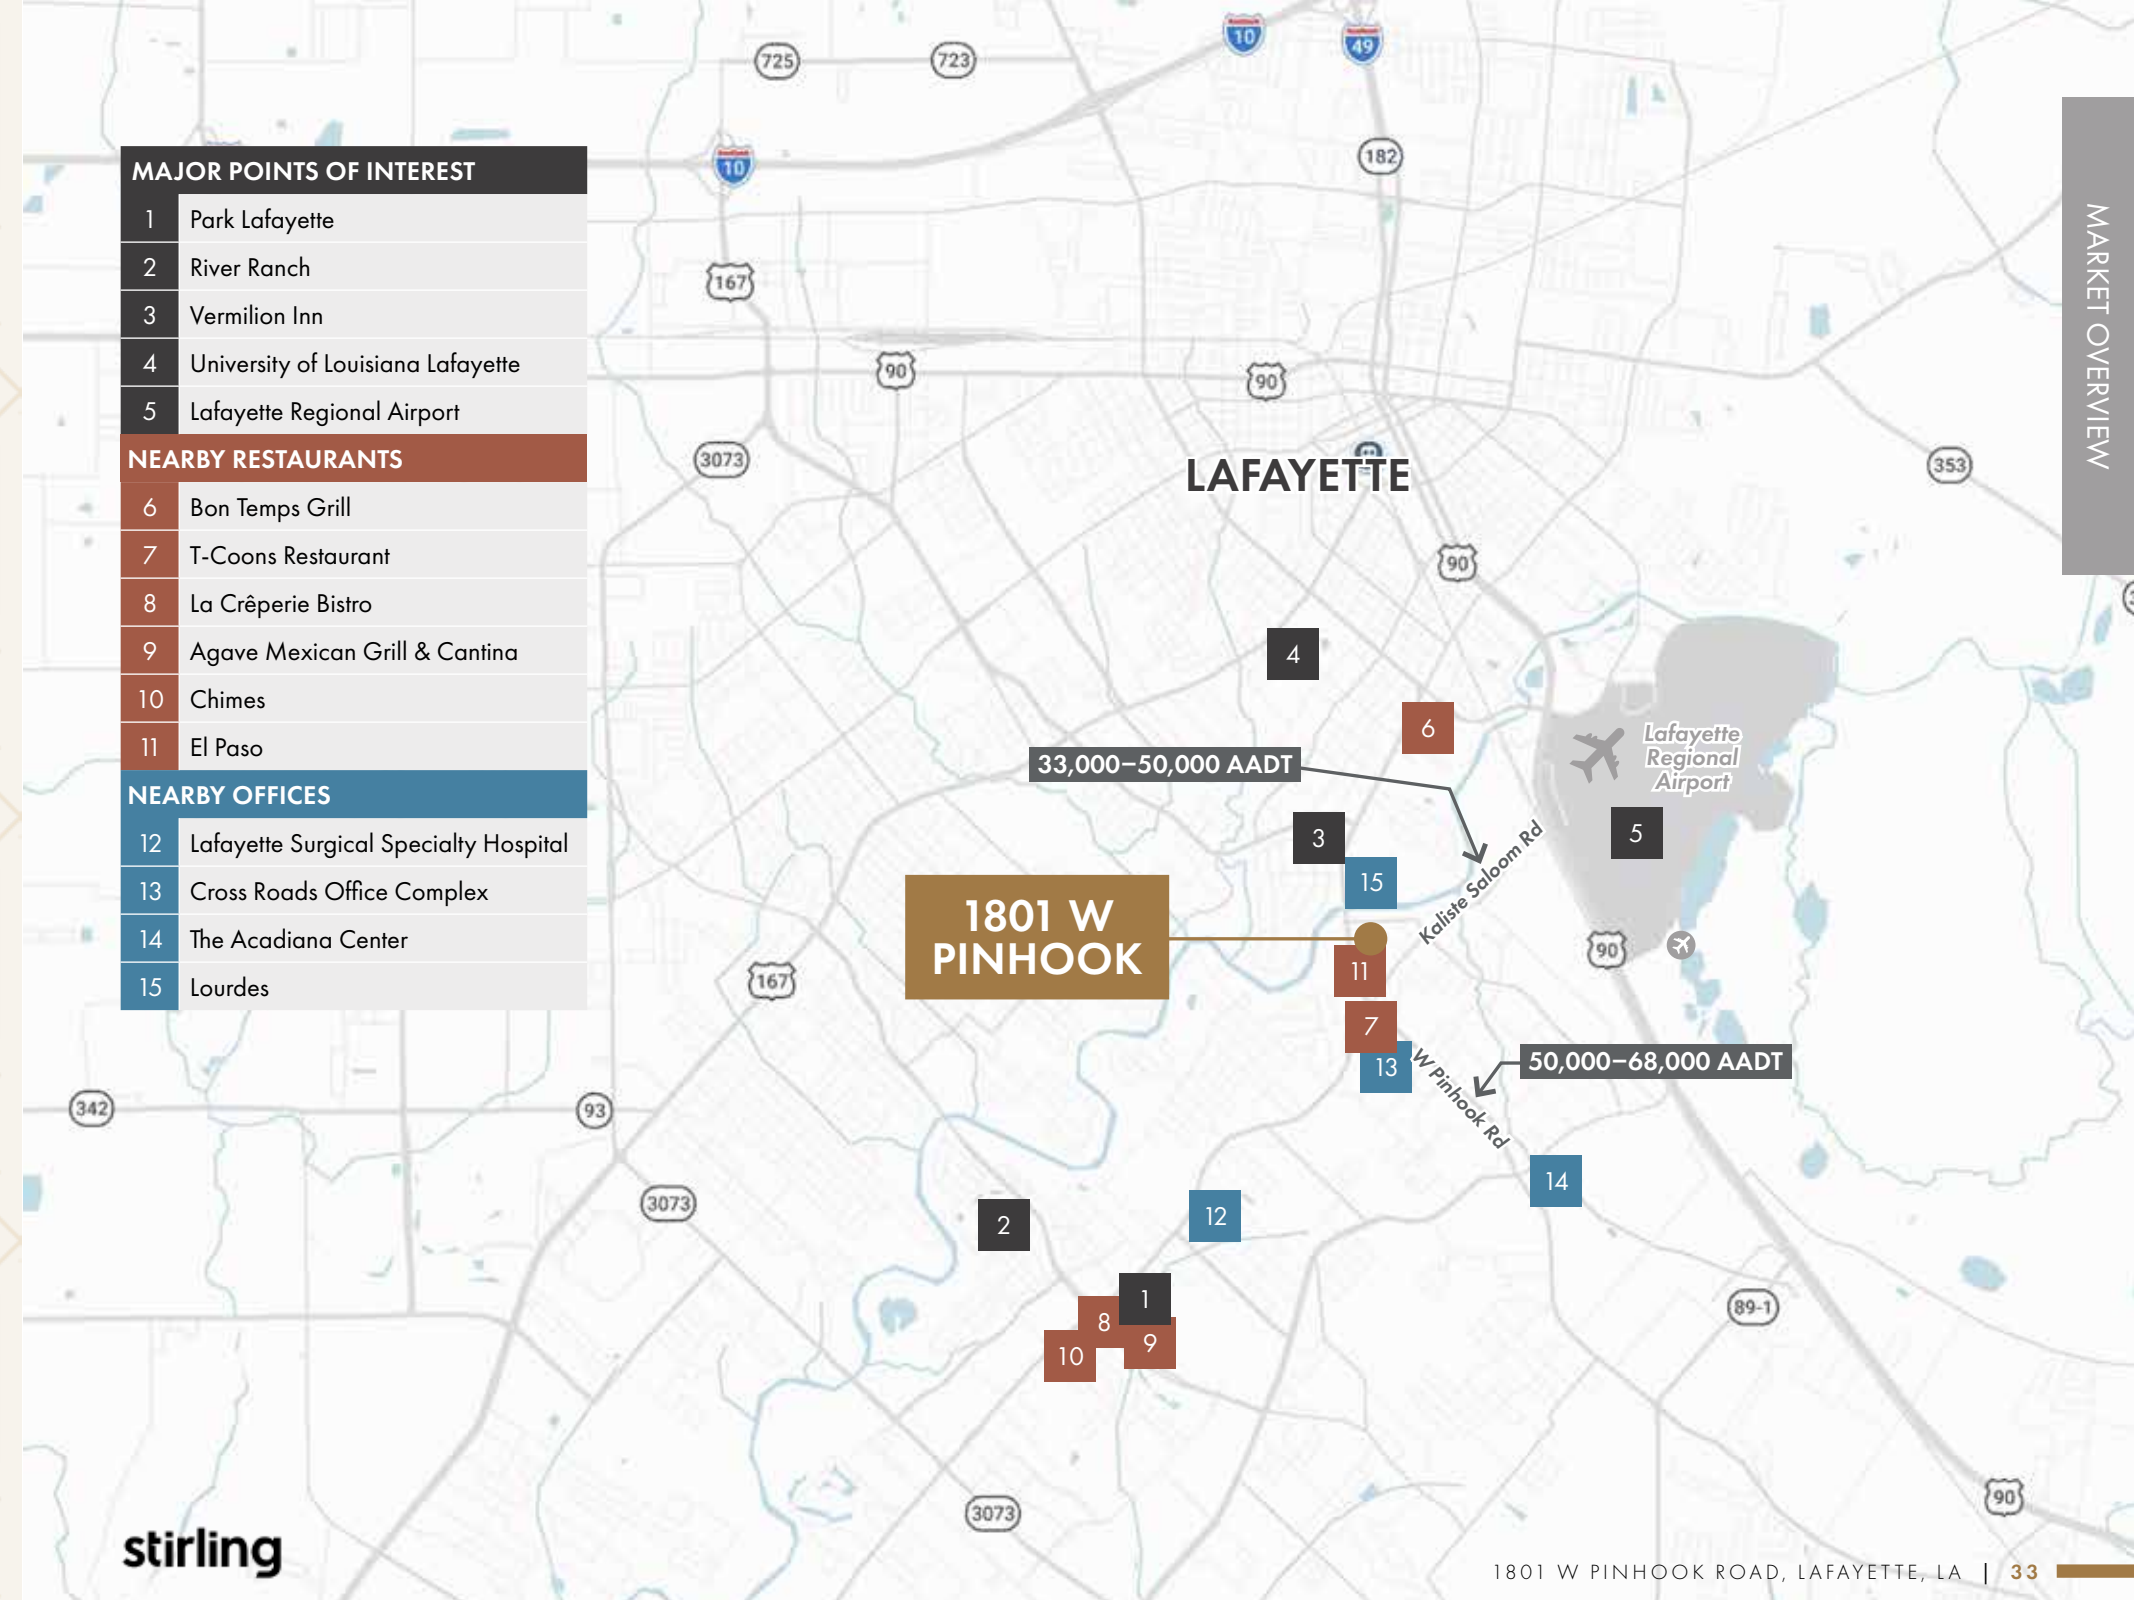 MAJOR POINTS OF INTEREST
1 Park Lafayette
2 River Ranch
3 Vermilion Inn
4 University of Louisiana Lafayette
5 Lafayette Regional Airport
NEARBY RESTAURANTS
6 Bon Temps Grill
7 T-Coons Restaurant
8 La Crêperie Bistro
9 Agave Mexican Grill & Cantina
10 Chimes
11 El Paso
NEARBY OFFICES
12 Lafayette Surgical Specialty Hospital
13 Cross Roads Office Complex
14 The Acadiana Center
15 Lourdes
10
49
725
723
182
10
167
90
90
3073
LAFAYETTE
353
90
4
6
Lafayette
Regional
Airport
33,000–50,000 AADT
3
5
15
Kaliste Saloom Rd
1801 W
PINHOOK
90
11
167
7
13
W Pinhook Rd
50,000–68,000 AADT
342
93
14
3073
2
12
1
8
9
10
89-1
3073
90
MARKET OVERVIEW
stirling
1801 W PINHOOK ROAD, LAFAYETTE, LA | 33